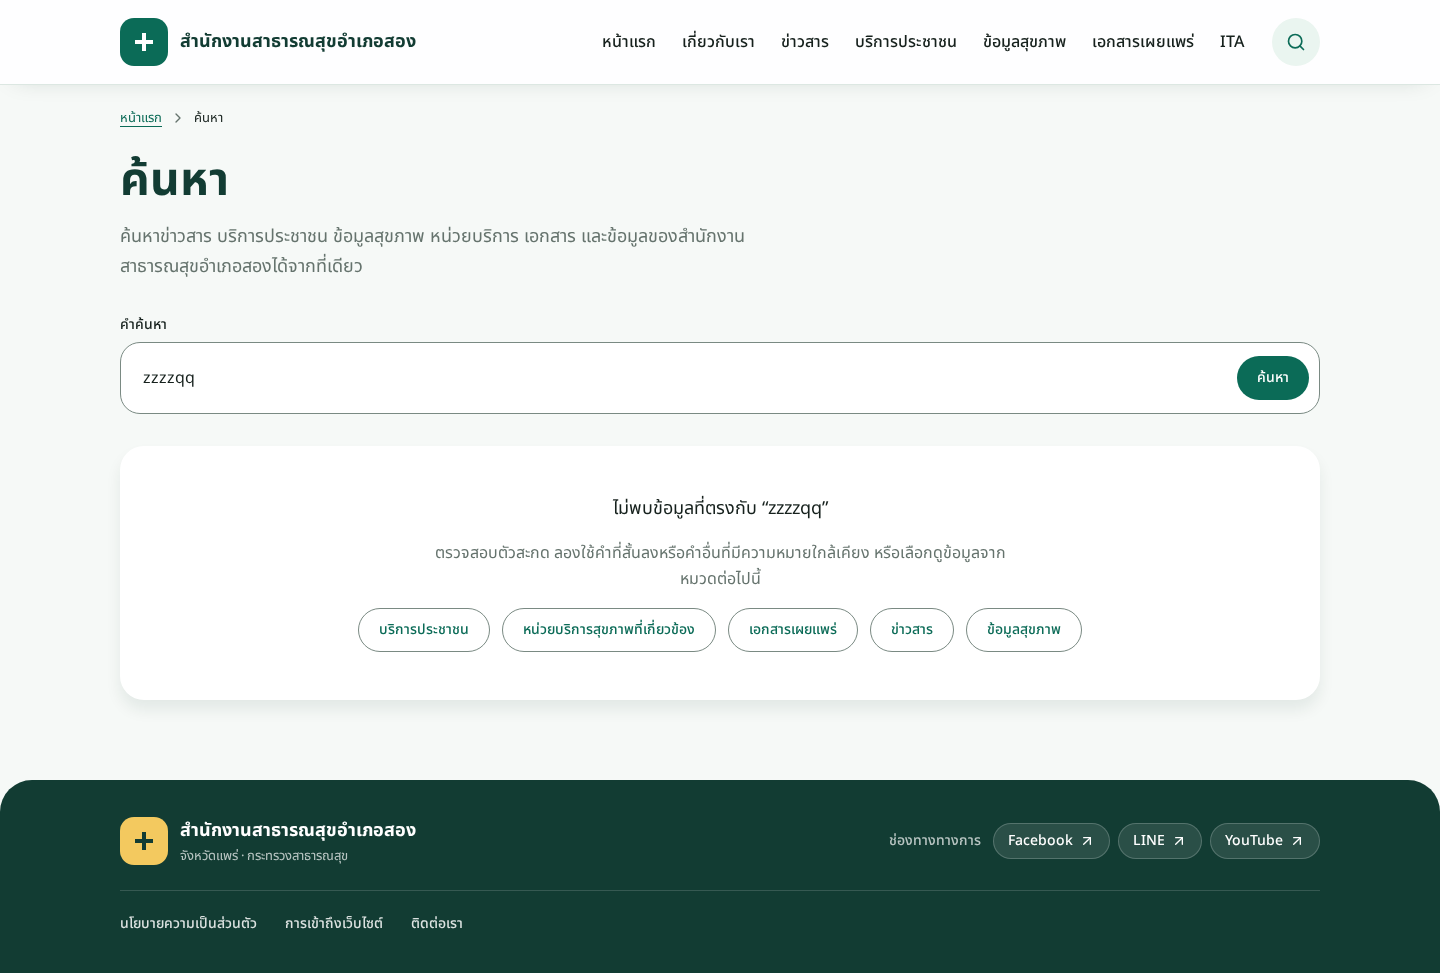 สำนักงานสาธารณสุขอำเภอสอง
หน้าแรก
เกี่ยวกับเรา
ข่าวสาร
บริการประชาชน
ข้อมูลสุขภาพ
เอกสารเผยแพร่
ITA
หน้าแรก
ค้นหา
ค้นหา
ค้นหาข่าวสาร บริการประชาชน ข้อมูลสุขภาพ หน่วยบริการ เอกสาร และข้อมูลของสำนักงาน
สาธารณสุขอำเภอสองได้จากที่เดียว
คำค้นหา
zzzzqq
ค้นหา
ไม่พบข้อมูลที่ตรงกับ “zzzzqq”
ตรวจสอบตัวสะกด ลองใช้คำที่สั้นลงหรือคำอื่นที่มีความหมายใกล้เคียง หรือเลือกดูข้อมูลจาก
หมวดต่อไปนี้
บริการประชาชน
หน่วยบริการสุขภาพที่เกี่ยวข้อง
เอกสารเผยแพร่
ข่าวสาร
ข้อมูลสุขภาพ
สำนักงานสาธารณสุขอำเภอสอง
จังหวัดแพร่ · กระทรวงสาธารณสุข
ช่องทางทางการ
Facebook
LINE
YouTube
นโยบายความเป็นส่วนตัว
การเข้าถึงเว็บไซต์
ติดต่อเรา